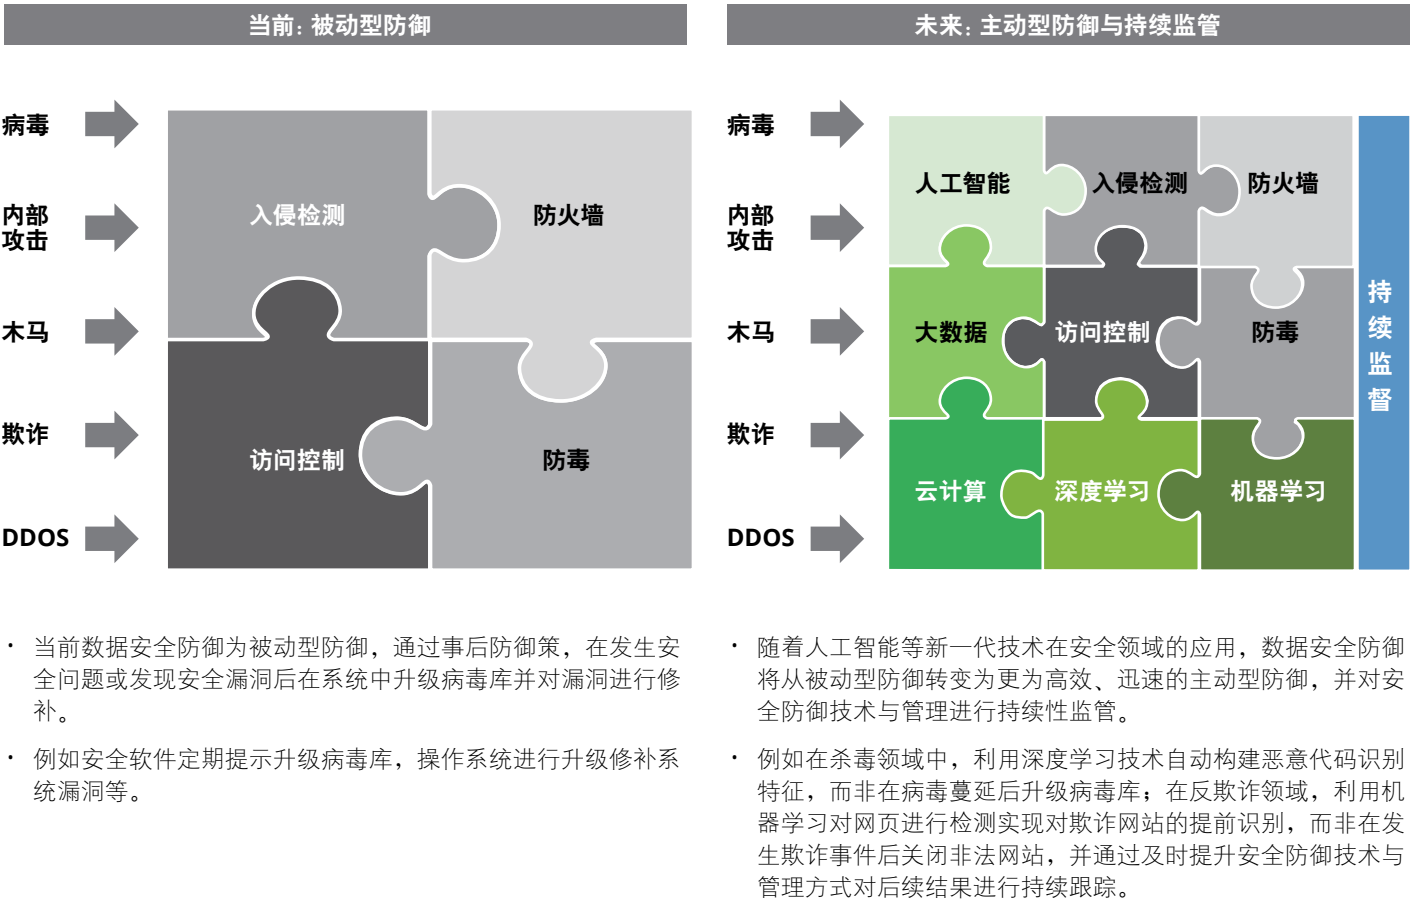 当前: 被动型防御
病毒
内部
攻击
木马
欺诈
DDOS
入侵检测
防火墙
访问控制
防毒
· 当前数据安全防御为被动型防御，通过事后防御策，在发生安
全问题或发现安全漏洞后在系统中升级病毒库并对漏洞进行修
补。
· 例如安全软件定期提示升级病毒库，操作系统进行升级修补系
统漏洞等。
未来: 主动型防御与持续监管
病毒
内部
攻击
木马
欺诈
DDOS
人工智能
入侵检测
防火墙
大数据
访问控制
防毒
云计算
深度学习
机器学习
持
续
监
督
· 随着人工智能等新一代技术在安全领域的应用，数据安全防御
将从被动型防御转变为更为高效、迅速的主动型防御，并对安
全防御技术与管理进行持续性监管。
· 例如在杀毒领域中，利用深度学习技术自动构建恶意代码识别
特征，而非在病毒蔓延后升级病毒库；在反欺诈领域，利用机
器学习对网页进行检测实现对欺诈网站的提前识别，而非在发
生欺诈事件后关闭非法网站，并通过及时提升安全防御技术与
管理方式对后续结果进行持续跟踪。